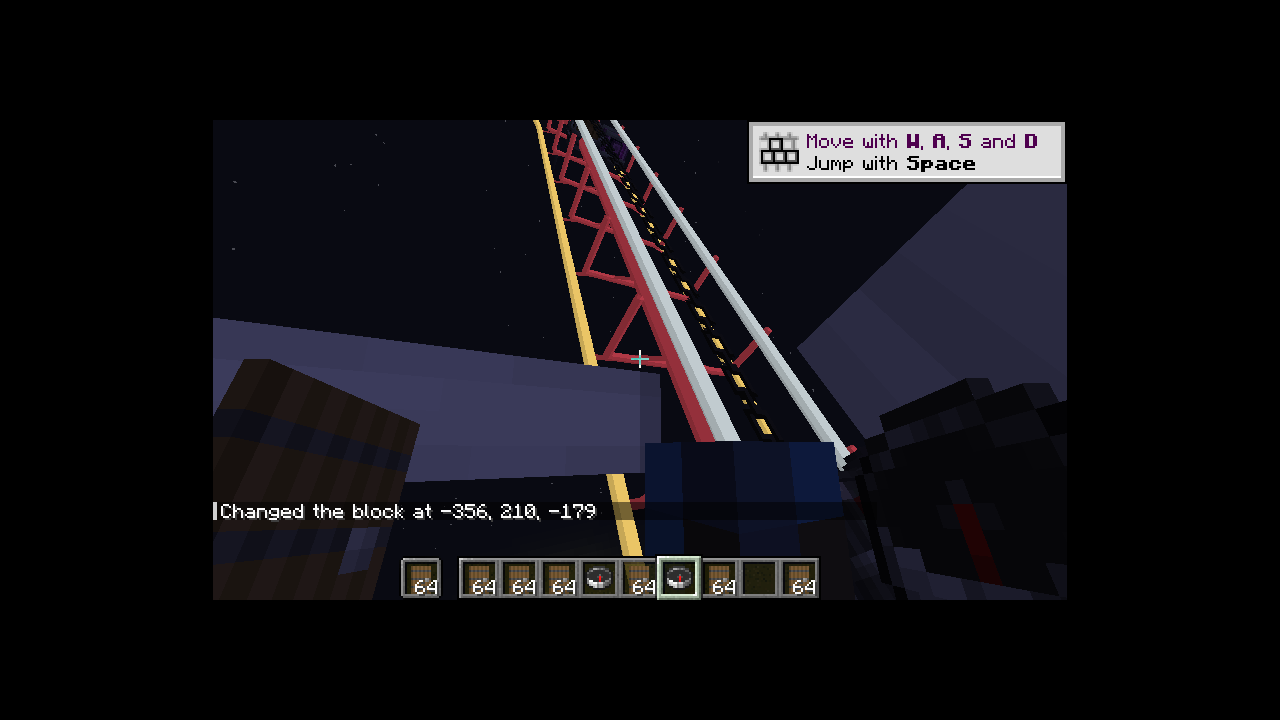 Move with W, A, S and D
Jump with Space
Changed the block at -356, 210, -179
64 64 64 64 64 64 64